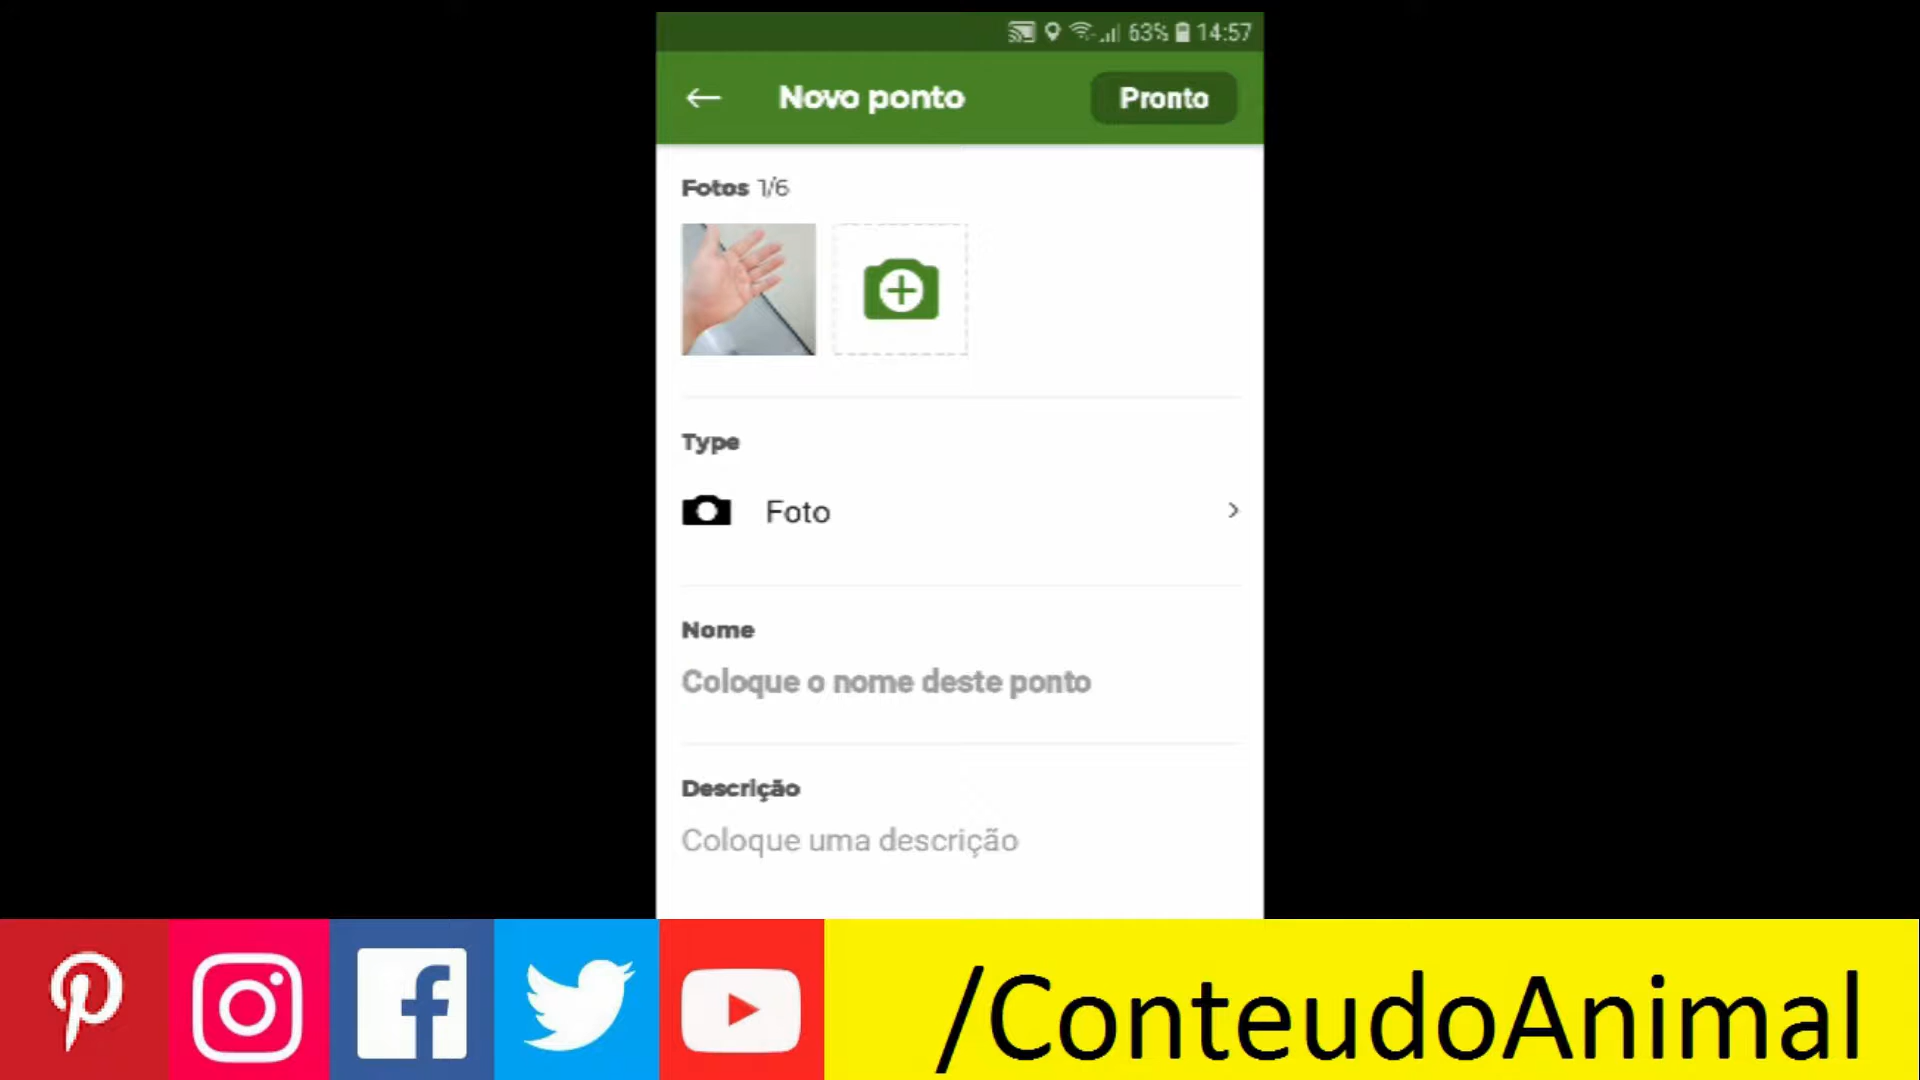 63% 14:57
Novo ponto
Pronto
Fotos 1/6
Type
Foto
Nome
Coloque o nome deste ponto
Descrição
Coloque uma descrição
/ConteudoAnimal